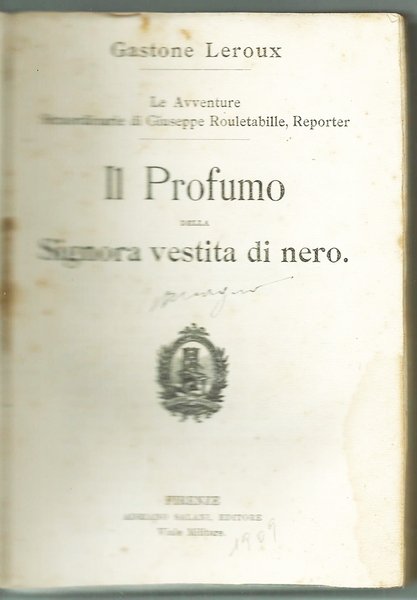 Gastone Leroux
Le Avventure
Straordinarie di Giuseppe Rouletabille, Reporter
Il Profumo
DELLA
Signora vestita di nero.
FIRENZE
ADRIANO SALANI, EDITORE
Viale Militare.